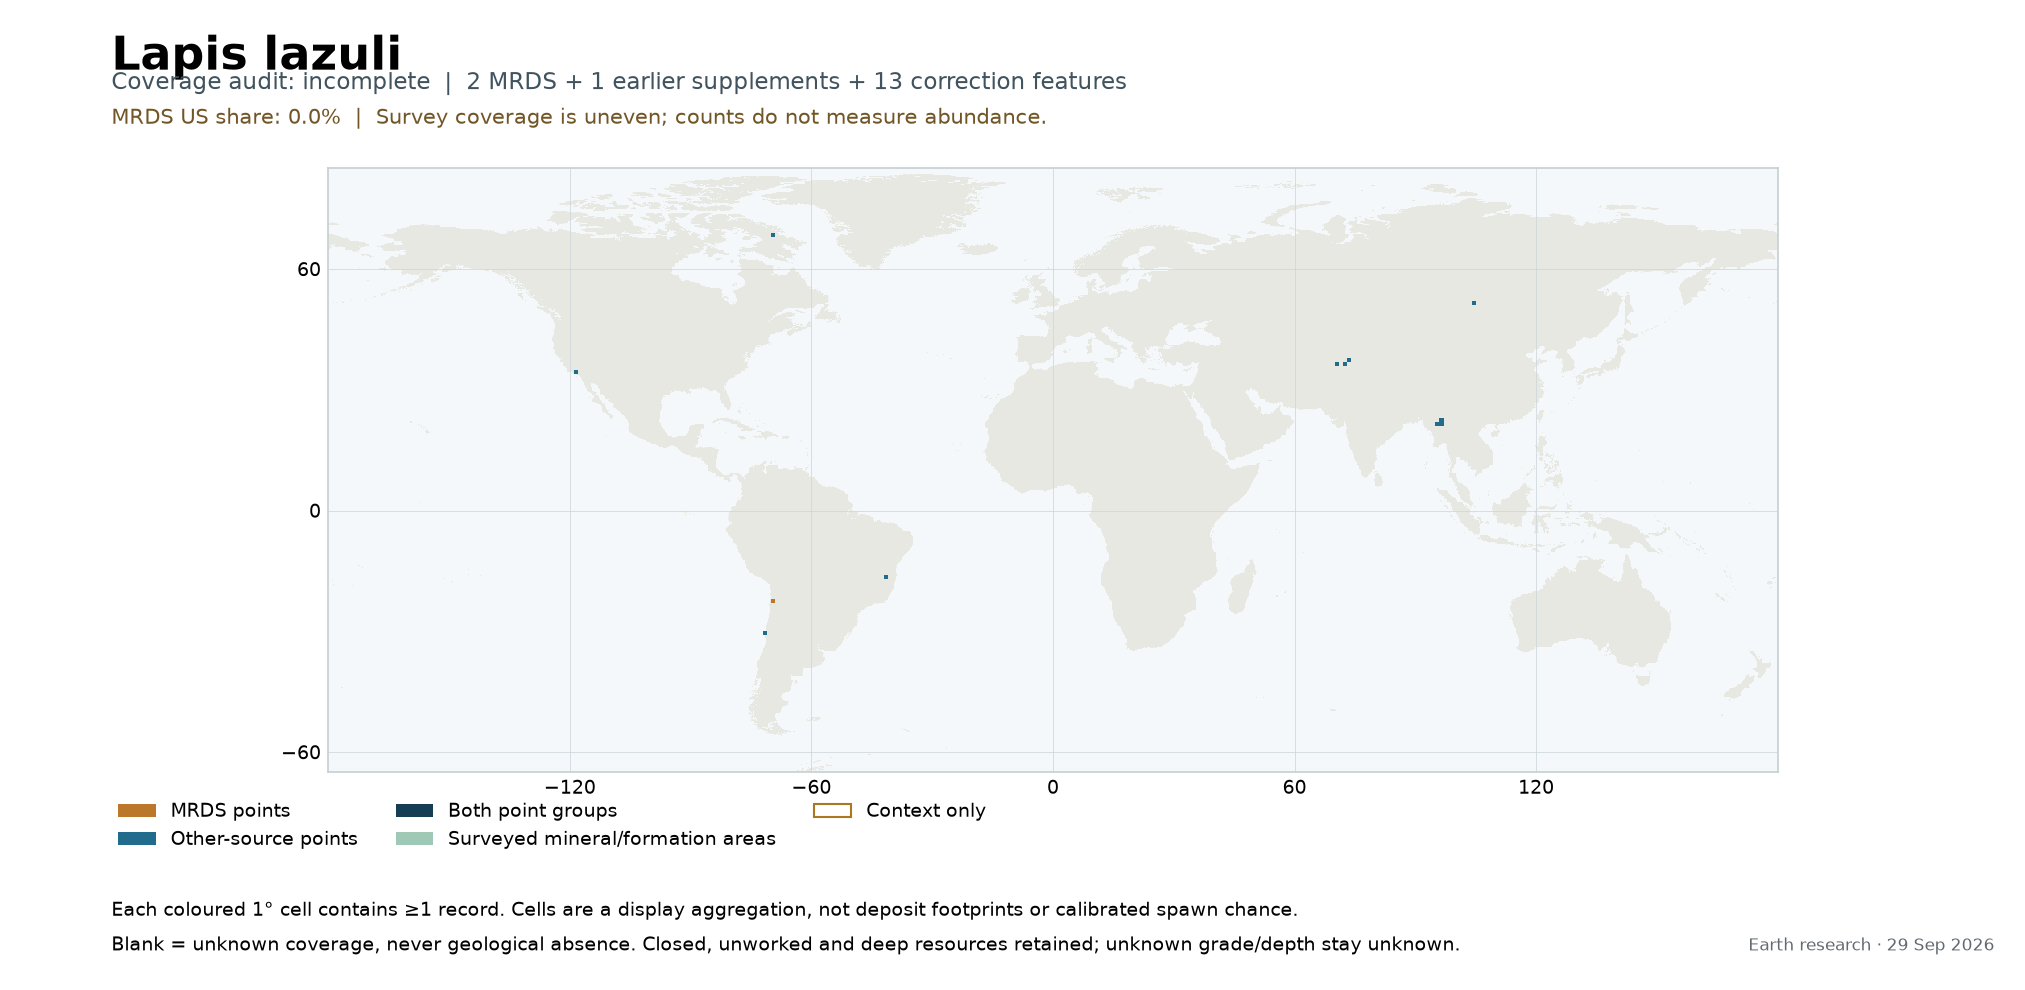 Lapis lazuli
Coverage audit: incomplete | 2 MRDS + 1 earlier supplements + 13 correction features
MRDS US share: 0.0% | Survey coverage is uneven; counts do not measure abundance.
60
0
−60
−120
−60
0
60
120
MRDS points
Other-source points
Both point groups
Surveyed mineral/formation areas
Context only
Each coloured 1° cell contains ≥1 record. Cells are a display aggregation, not deposit footprints or calibrated spawn chance.
Blank = unknown coverage, never geological absence. Closed, unworked and deep resources retained; unknown grade/depth stay unknown.
Earth research · 29 Sep 2026